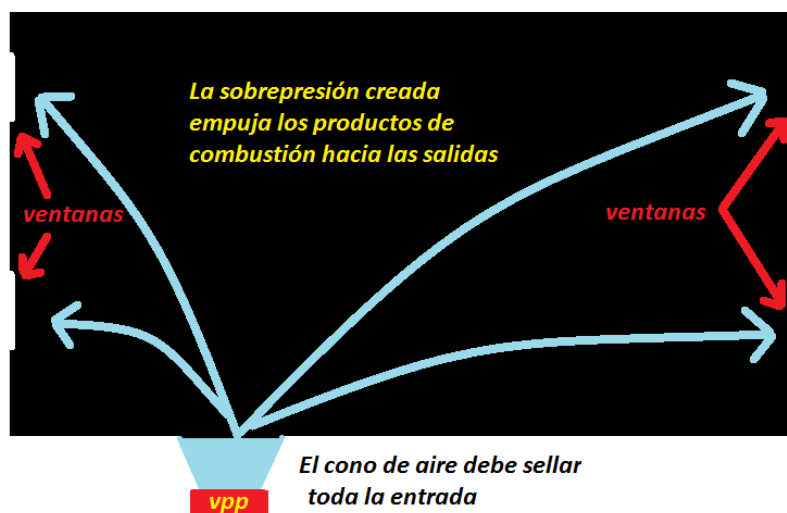 La sobrepresión creada
empuja los productos de
combustión hacia las salidas
ventanas
ventanas
El cono de aire debe sellar
toda la entrada
vpp